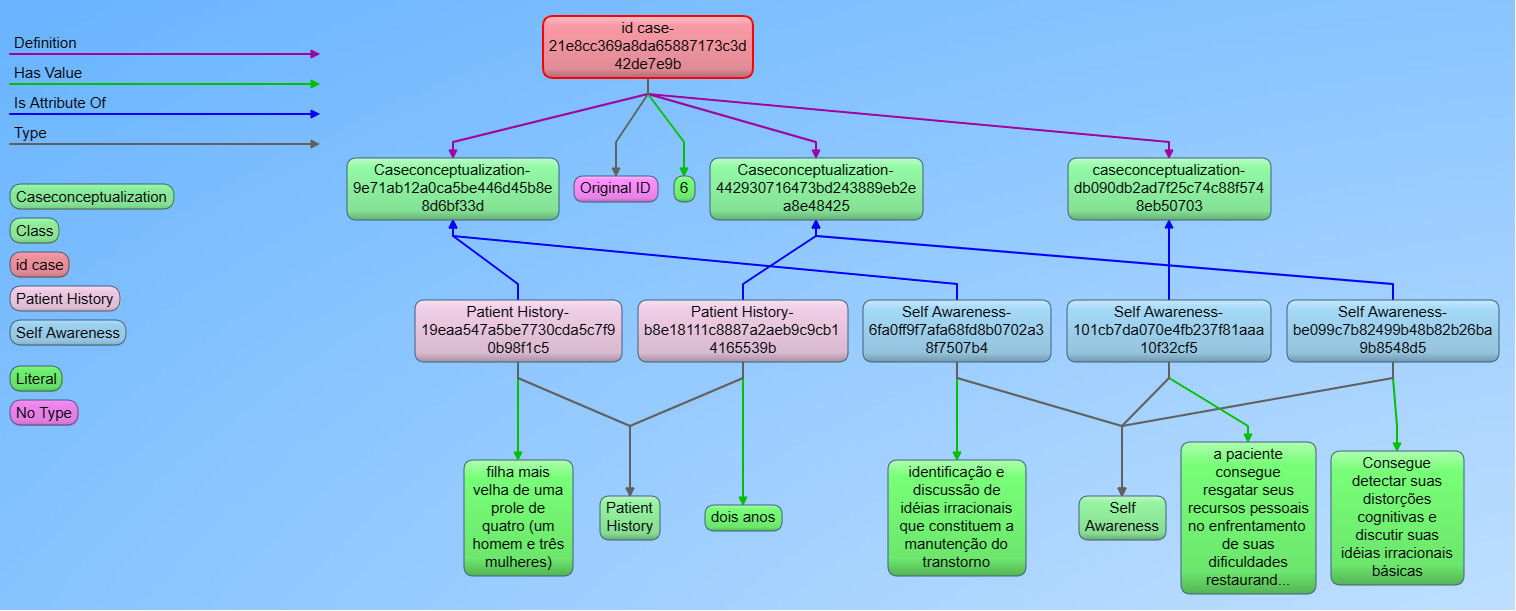 Definition
Has Value
Is Attribute Of
Type
Caseconceptualization
Class
id case
Patient History
Self Awareness
Literal
No Type
id case-
21e8cc369a8da65887173c3d
42de7e9b
Caseconceptualization-
9e71ab12a0ca5be446d45b8e
8d6bf33d
Original ID
6
Caseconceptualization-
442930716473bd243889eb2e
a8e48425
caseconceptualization-
db090db2ad7f25c74c88f574
8eb50703
Patient History-
19eaa547a5be7730cda5c7f9
0b98f1c5
Patient History-
b8e18111c8887a2aeb9c9cb1
4165539b
Self Awareness-
6fa0ff9f7afa68fd8b0702a3
8f7507b4
Self Awareness-
101cb7da070e4fb237f81aaa
10f32cf5
Self Awareness-
be099c7b82499b48b82b26ba
9b8548d5
filha mais
velha de uma
prole de
quatro (um
homem e três
mulheres)
Patient
History
dois anos
identificação e
discussão de
idéias irracionais
que constituem a
manutenção do
transtorno
Self
Awareness
a paciente
consegue
resgatar seus
recursos pessoais
no enfrentamento
de suas
dificuldades
restaurand...
Consegue
detectar suas
distorções
cognitivas e
discutir suas
idéias irracionais
básicas